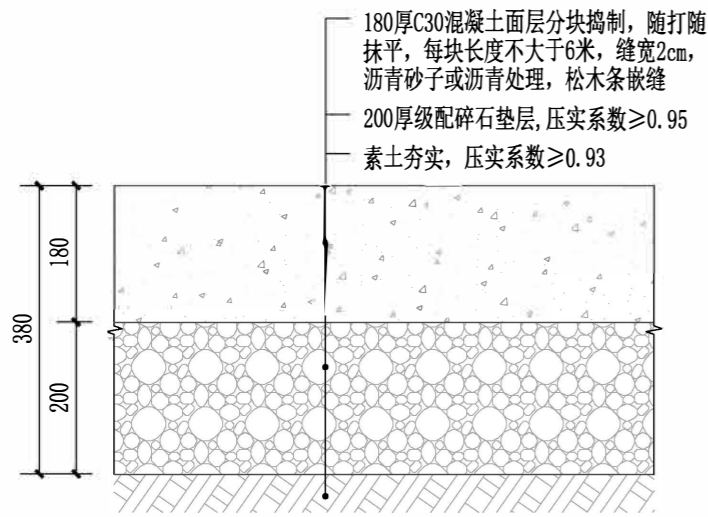 180厚C30混凝土面层分块捣制，随打随
抹平，每块长度不大于6米，缝宽2cm，
沥青砂子或沥青处理，松木条嵌缝
200厚级配碎石垫层,压实系数≥0.95
素土夯实，压实系数≥0.93
180
380
200